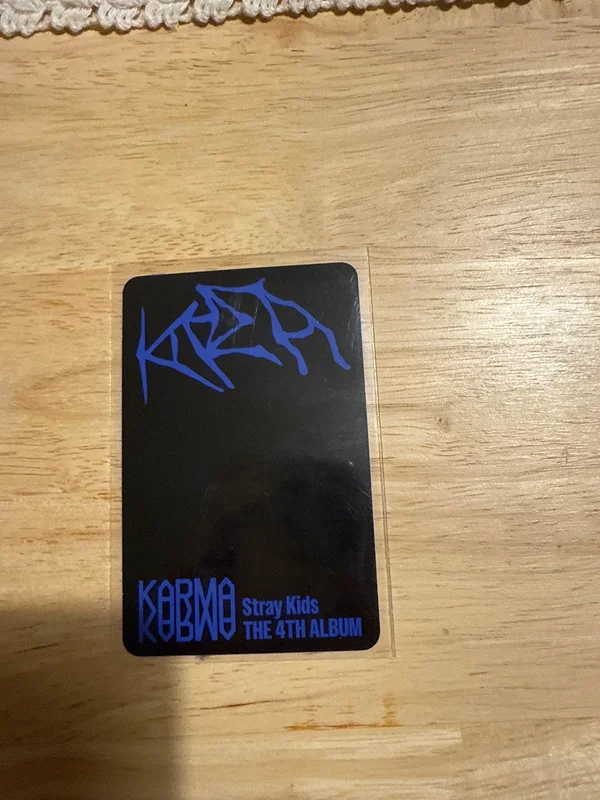 KARMA
Stray Kids
THE 4TH ALBUM